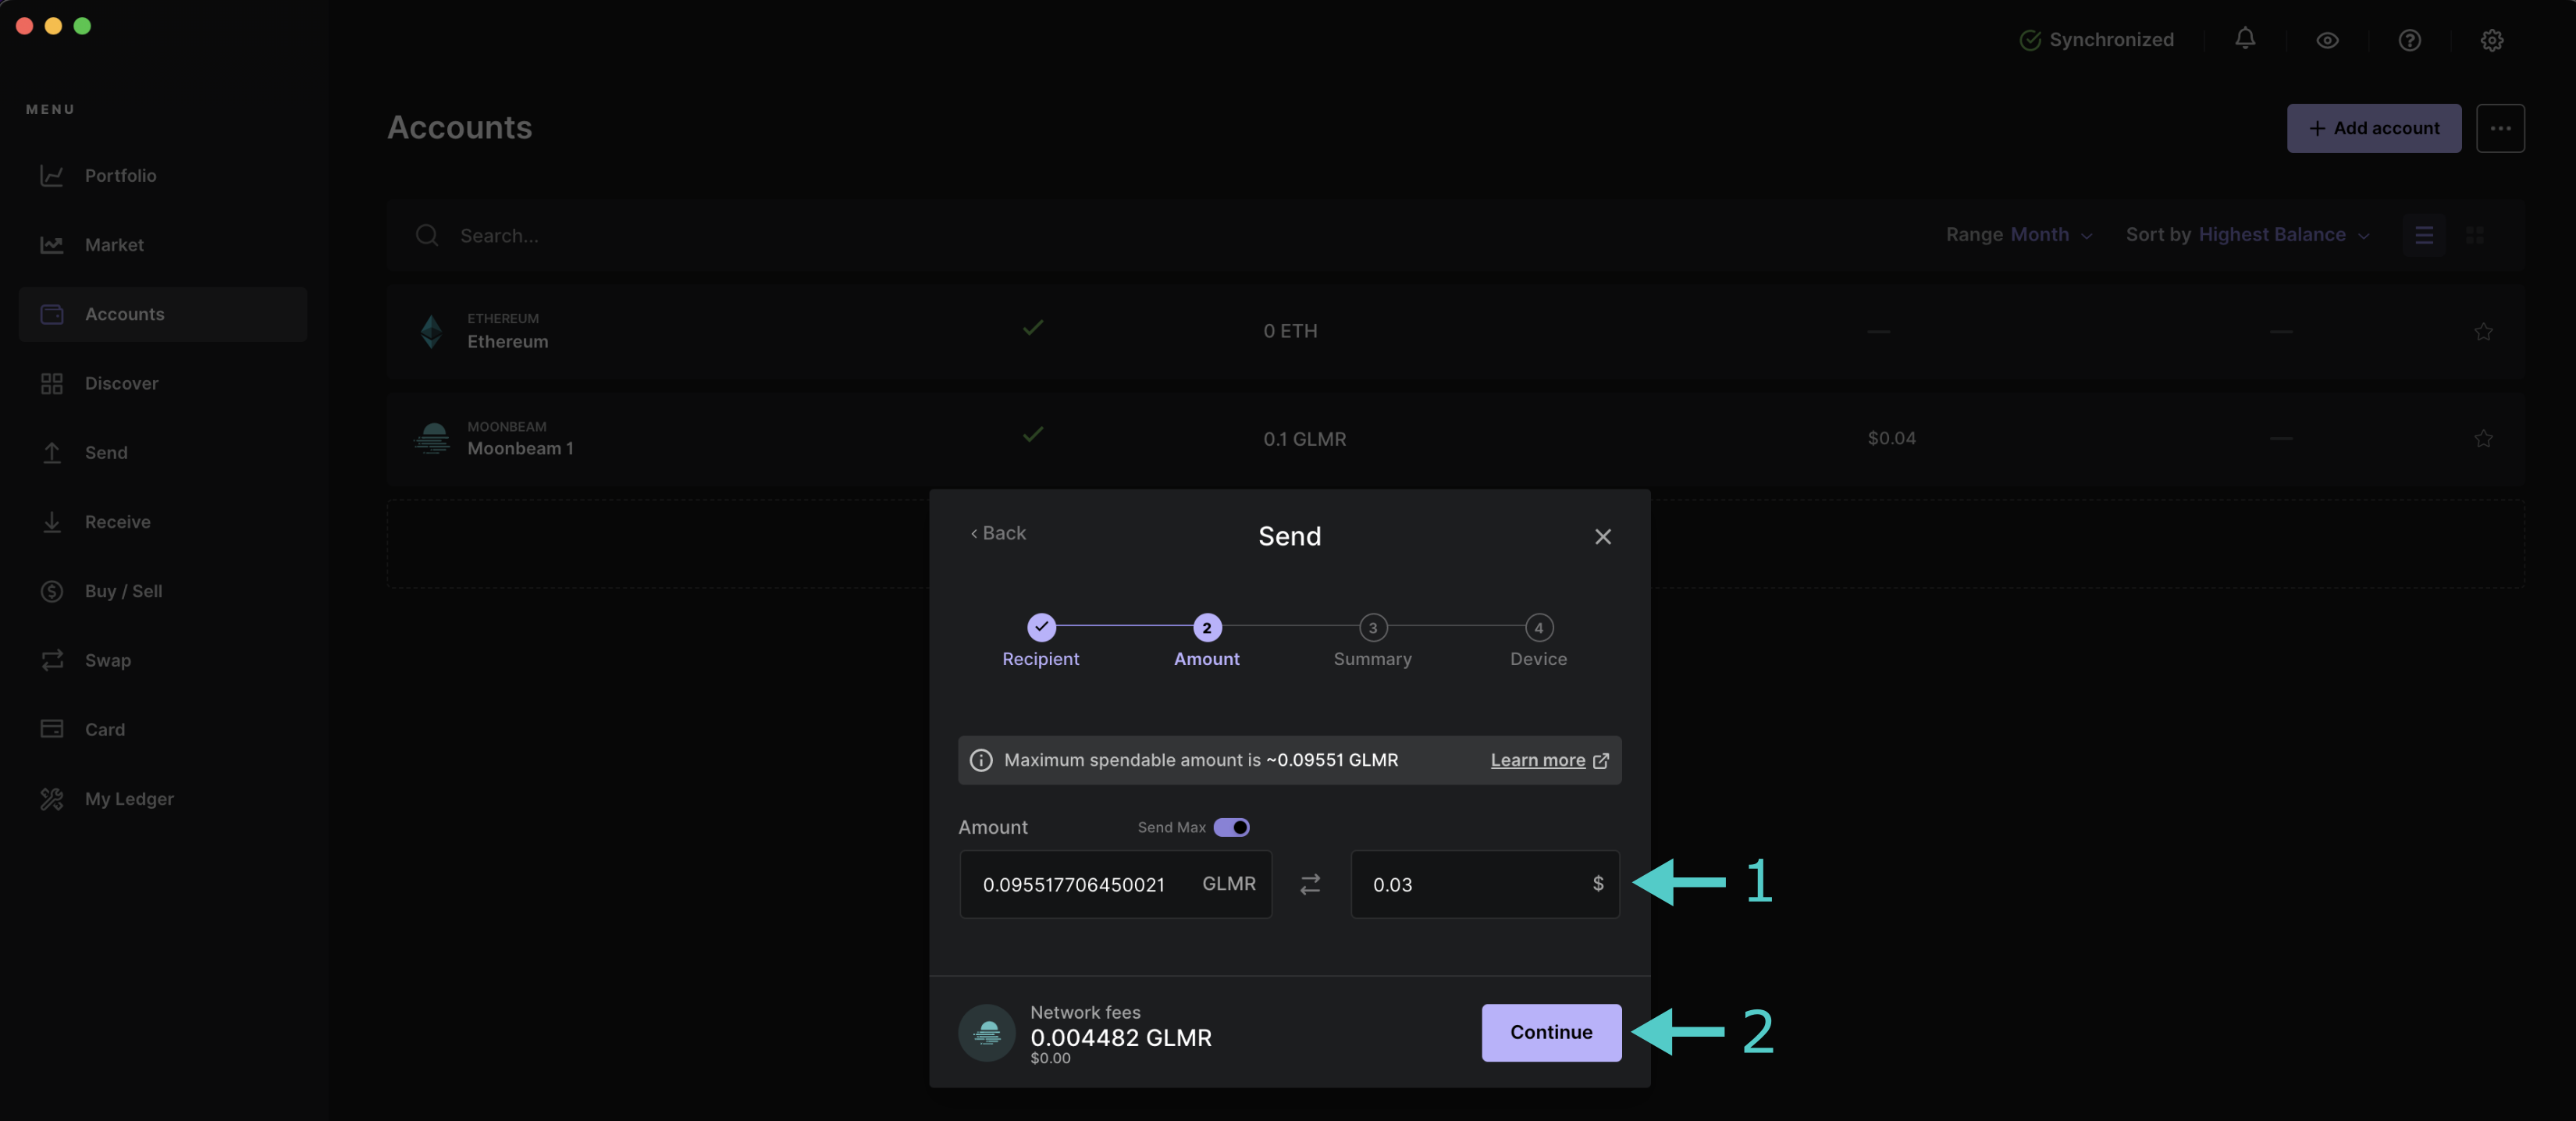 Synchronized
MENU
Accounts
+ Add account
Portfolio
Market
Accounts
Discover
Send
Receive
Buy / Sell
Swap
Card
My Ledger
Search...
Range Month
Sort by Highest Balance
ETHEREUM
Ethereum
0 ETH
MOONBEAM
Moonbeam 1
0.1 GLMR
$0.04
Back
Send
2
3
4
Recipient
Amount
Summary
Device
Maximum spendable amount is ~0.09551 GLMR
Learn more
Amount
Send Max
0.095517706450021 GLMR
0.03 $
1
Network fees
0.004482 GLMR
$0.00
Continue
2